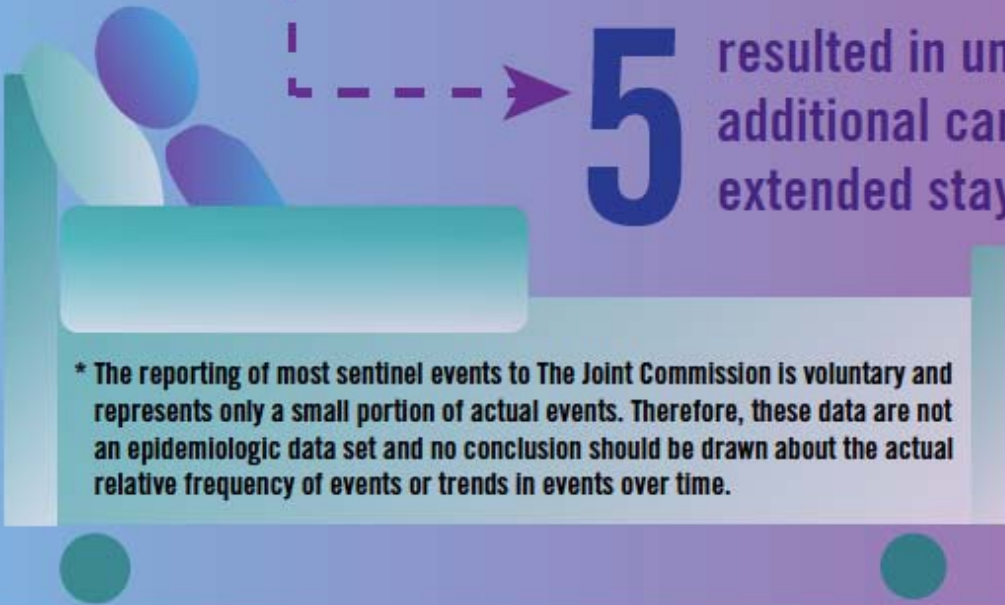 5
resulted in un
additional car
extended stay
* The reporting of most sentinel events to The Joint Commission is voluntary and
represents only a small portion of actual events. Therefore, these data are not
an epidemiologic data set and no conclusion should be drawn about the actual
relative frequency of events or trends in events over time.